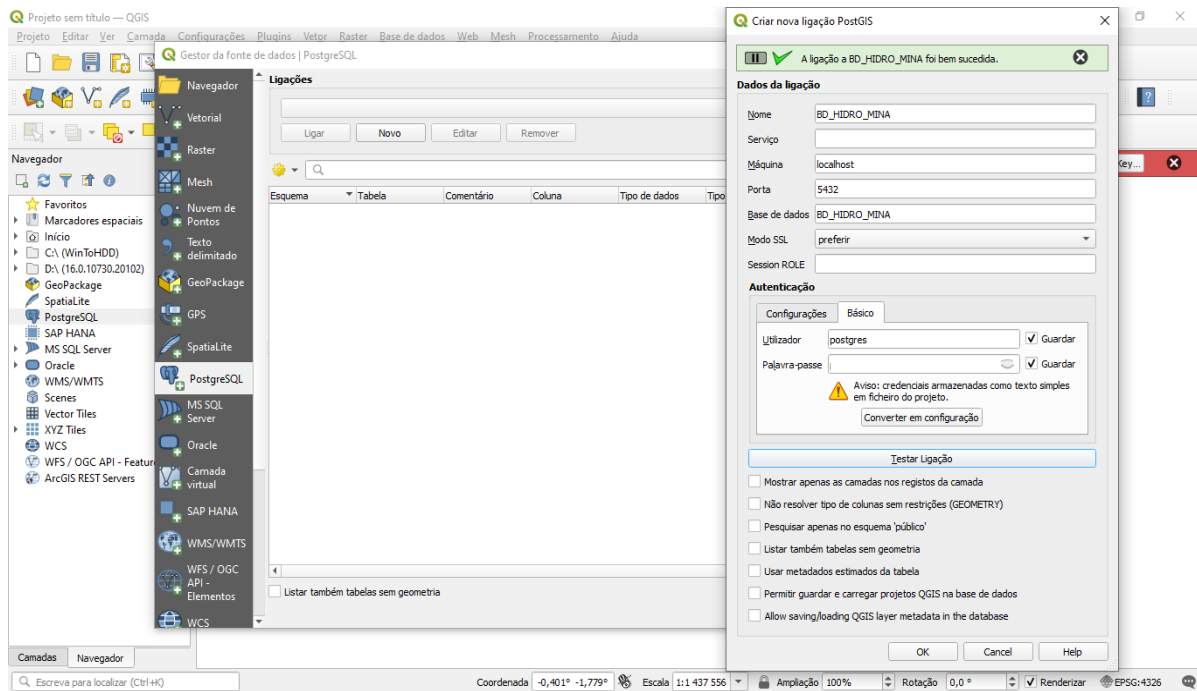 Projeto sem título — QGIS
Projeto Editar Ver Camada Configurações Plugins Vetor Raster Base de dados Web Mesh Processamento Ajuda
Gestor da fonte de dados | PostgreSQL
Navegador
Vetorial
Raster
Mesh
Nuvem de
Pontos
Texto
delimitado
GeoPackage
GPS
SpatiaLite
PostgreSQL
MS SQL
Server
Oracle
Camada
virtual
SAP HANA
WMS/WMTS
WFS / OGC
API -
Elementos
WCS
Ligações
Ligar Novo Editar Remover
Esquema Tabela Comentário Coluna Tipo de dados Tipo
Listar também tabelas sem geometria
Navegador
Favoritos
Marcadores espaciais
Início
C:\ (WinToHDD)
D:\ (16.0.10730.20102)
GeoPackage
SpatiaLite
PostgreSQL
SAP HANA
MS SQL Server
Oracle
WMS/WMTS
Scenes
Vector Tiles
XYZ Tiles
WCS
WFS / OGC API - Featur
ArcGIS REST Servers
Camadas Navegador
Criar nova ligação PostGIS
A ligação a BD_HIDRO_MINA foi bem sucedida.
Dados da ligação
Nome BD_HIDRO_MINA
Serviço
Máquina localhost
Porta 5432
Base de dados BD_HIDRO_MINA
Modo SSL preferir
Session ROLE
Autenticação
Configurações Básico
Utilizador postgres Guardar
Palavra-passe Guardar
Aviso: credenciais armazenadas como texto simples
em ficheiro do projeto.
Converter em configuração
Testar Ligação
Mostrar apenas as camadas nos registos da camada
Não resolver tipo de colunas sem restrições (GEOMETRY)
Pesquisar apenas no esquema 'público'
Listar também tabelas sem geometria
Usar metadados estimados da tabela
Permitir guardar e carregar projetos QGIS na base de dados
Allow saving/loading QGIS layer metadata in the database
OK Cancel Help
Key...
Escreva para localizar (Ctrl+K) Coordenada -0,401° -1,779° Escala 1:1 437 556 Ampliação 100% Rotação 0,0 ° Renderizar EPSG:4326